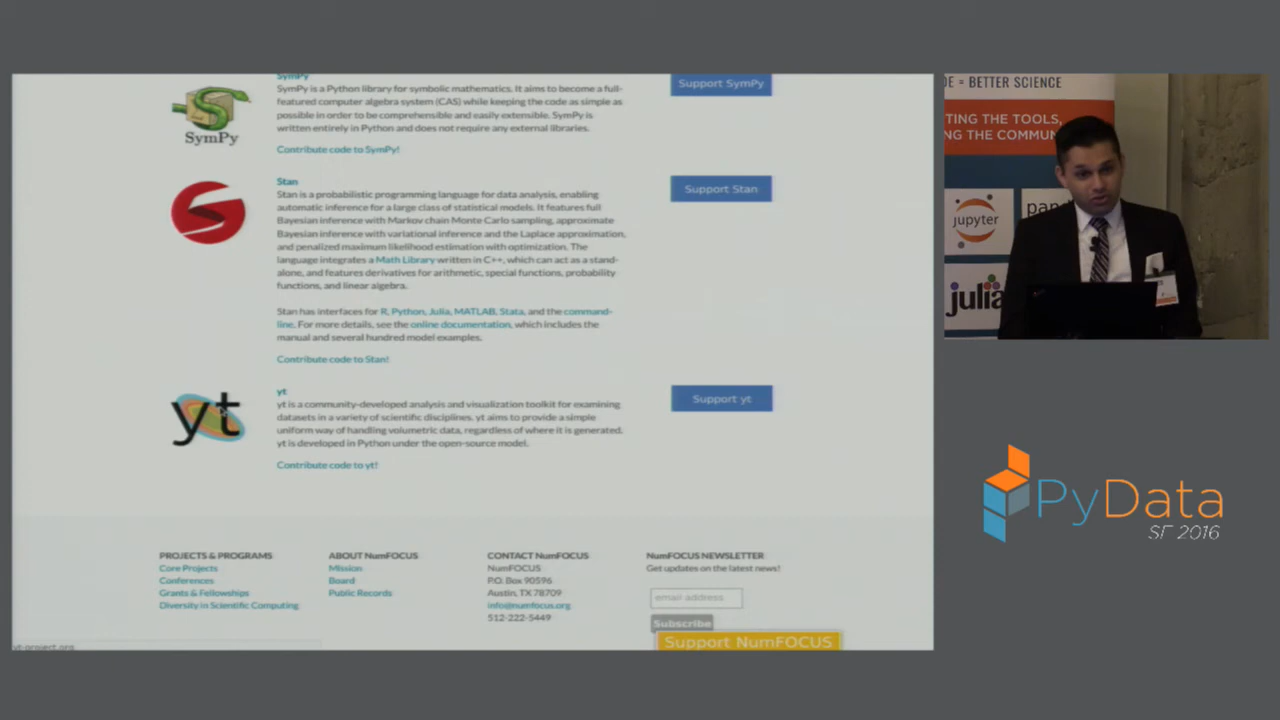 SymPy
SymPy is a Python library for symbolic mathematics. It aims to become a full-
featured computer algebra system (CAS) while keeping the code as simple as
possible in order to be comprehensible and easily extensible. SymPy is
written entirely in Python and does not require any external libraries.
Contribute code to SymPy!
SymPy
Support SymPy
Stan
Stan is a probabilistic programming language for data analysis, enabling
automatic inference for a large class of statistical models. It features full
Bayesian inference with Markov chain Monte Carlo sampling, approximate
Bayesian inference with variational inference and the Laplace approximation,
and penalized maximum likelihood estimation with optimization. The
language integrates a Math Library written in C++, which can act as a stand-
alone, and features derivatives for arithmetic, special functions, probability
functions, and linear algebra.
Stan has interfaces for R, Python, Julia, MATLAB, Stata, and the command-
line. For more details, see the online documentation, which includes the
manual and several hundred model examples.
Contribute code to Stan!
Support Stan
yt
yt
yt is a community-developed analysis and visualization toolkit for examining
datasets in a variety of scientific disciplines. yt aims to provide a simple
uniform way of handling volumetric data, regardless of where it is generated.
yt is developed in Python under the open-source model.
Contribute code to yt!
Support yt
PROJECTS & PROGRAMS
Core Projects
Conferences
Grants & Fellowships
Diversity in Scientific Computing
ABOUT NumFOCUS
Mission
Board
Public Records
CONTACT NumFOCUS
NumFOCUS
P.O. Box 90596
Austin, TX 78709
info@numfocus.org
512-222-5449
NumFOCUS NEWSLETTER
Get updates on the latest news!
email address
Subscribe
Support NumFOCUS
yt-project.org
DE = BETTER SCIENCE
TING THE TOOLS,
NG THE COMMUN
jupyter
pand
julia
PyData
SF 2016